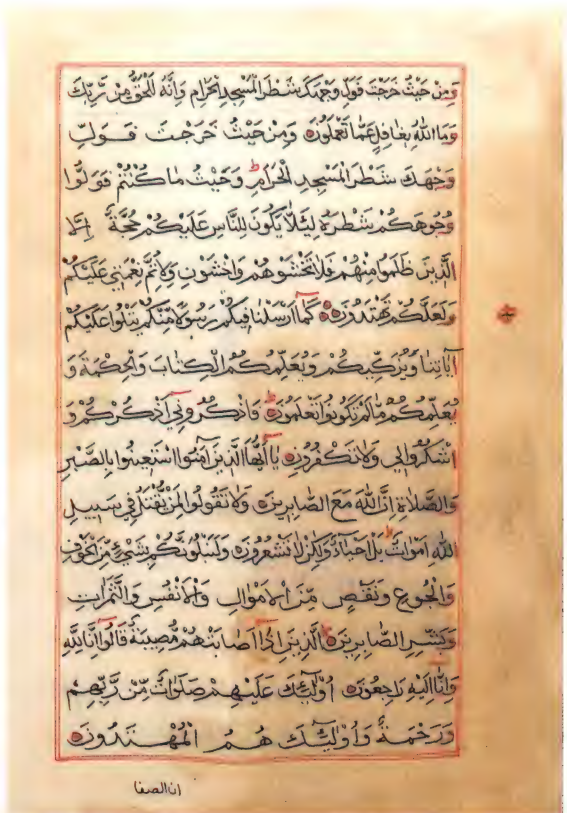 وَمِنْ حَيْثُ خَرَجْتَ فَوَلِّ وَجْهَكَ شَطْرَ الْمَسْجِدِ الْحَرَامِ وَاِنَّهُ لَلْحَقُّ مِنْ رَبِّكَ
وَمَا اللّٰهُ بِغَافِلٍ عَمَّا تَعْمَلُونَ وَمِنْ حَيْثُ خَرَجْتَ فَوَلِّ
وَجْهَكَ شَطْرَ الْمَسْجِدِ الْحَرَامِ ط وَحَيْثُ مَا كُنْتُمْ فَوَلُّوا
وُجُوهَكُمْ شَطْرَهُ لِئَلَّا يَكُونَ لِلنَّاسِ عَلَيْكُمْ حُجَّةٌ اِلَّا
الَّذِينَ ظَلَمُوا مِنْهُمْ فَلَا تَخْشَوْهُمْ وَاخْشَوْنِي وَلِاُتِمَّ نِعْمَتِي عَلَيْكُمْ
وَلَعَلَّكُمْ تَهْتَدُونَ كَمَا اَرْسَلْنَا فِيكُمْ رَسُولًا مِنْكُمْ يَتْلُوا عَلَيْكُمْ
اٰيَاتِنَا وَيُزَكِّيكُمْ وَيُعَلِّمُكُمُ الْكِتَابَ وَالْحِكْمَةَ وَ
يُعَلِّمُكُمْ مَالَمْ تَكُونُوا تَعْلَمُونَ ط فَاذْكُرُونِي اَذْكُرْكُمْ وَ
اشْكُرُوا لِي وَلَا تَكْفُرُونِ يَا اَيُّهَا الَّذِينَ اٰمَنُوا اسْتَعِينُوا بِالصَّبْرِ
وَالصَّلَاةِ اِنَّ اللّٰهَ مَعَ الصَّابِرِينَ وَلَا تَقُولُوا لِمَنْ يُقْتَلُ فِي سَبِيلِ
اللّٰهِ اَمْوَاتٌ ط بَلْ اَحْيَاءٌ وَلٰكِنْ لَا تَشْعُرُونَ وَلَنَبْلُوَنَّكُمْ بِشَيْءٍ مِنَ الْخَوْفِ
وَالْجُوعِ وَنَقْصٍ مِنَ الْاَمْوَالِ وَالْاَنْفُسِ وَالثَّمَرَاتِ
وَبَشِّرِ الصَّابِرِينَ الَّذِينَ اِذَا اَصَابَتْهُمْ مُصِيبَةٌ قَالُوا اِنَّا لِلّٰهِ
وَاِنَّا اِلَيْهِ رَاجِعُونَ اُولٰئِكَ عَلَيْهِمْ صَلَوَاتٌ مِنْ رَبِّهِمْ
وَرَحْمَةٌ وَاُولٰئِكَ هُمُ الْمُهْتَدُونَ
ان الصفا